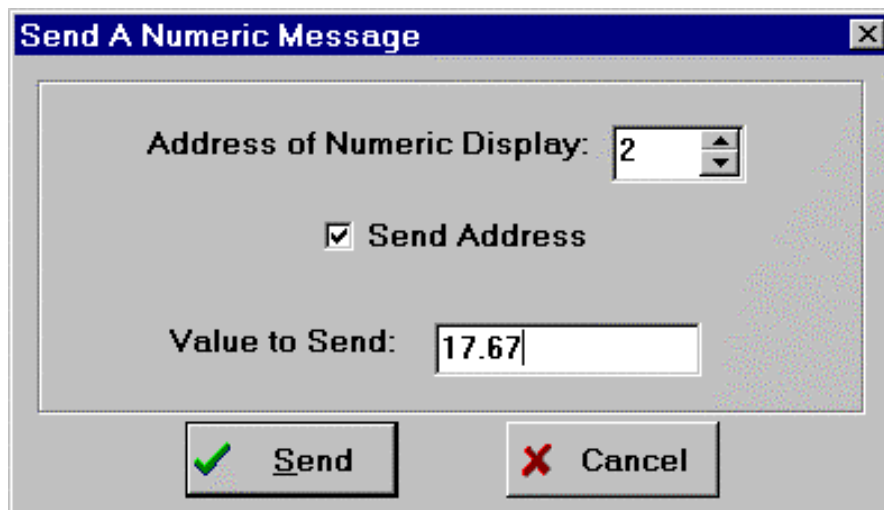 Send A Numeric Message
Address of Numeric Display: 2
Send Address
Value to Send: 17.67
Send Cancel